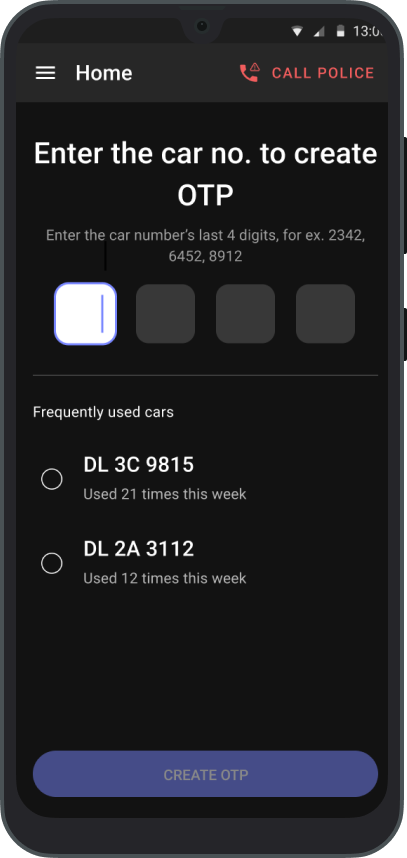 13:0
Home
CALL POLICE
Enter the car no. to create
OTP
Enter the car number's last 4 digits, for ex. 2342,
6452, 8912
Frequently used cars
DL 3C 9815
Used 21 times this week
DL 2A 3112
Used 12 times this week
CREATE OTP